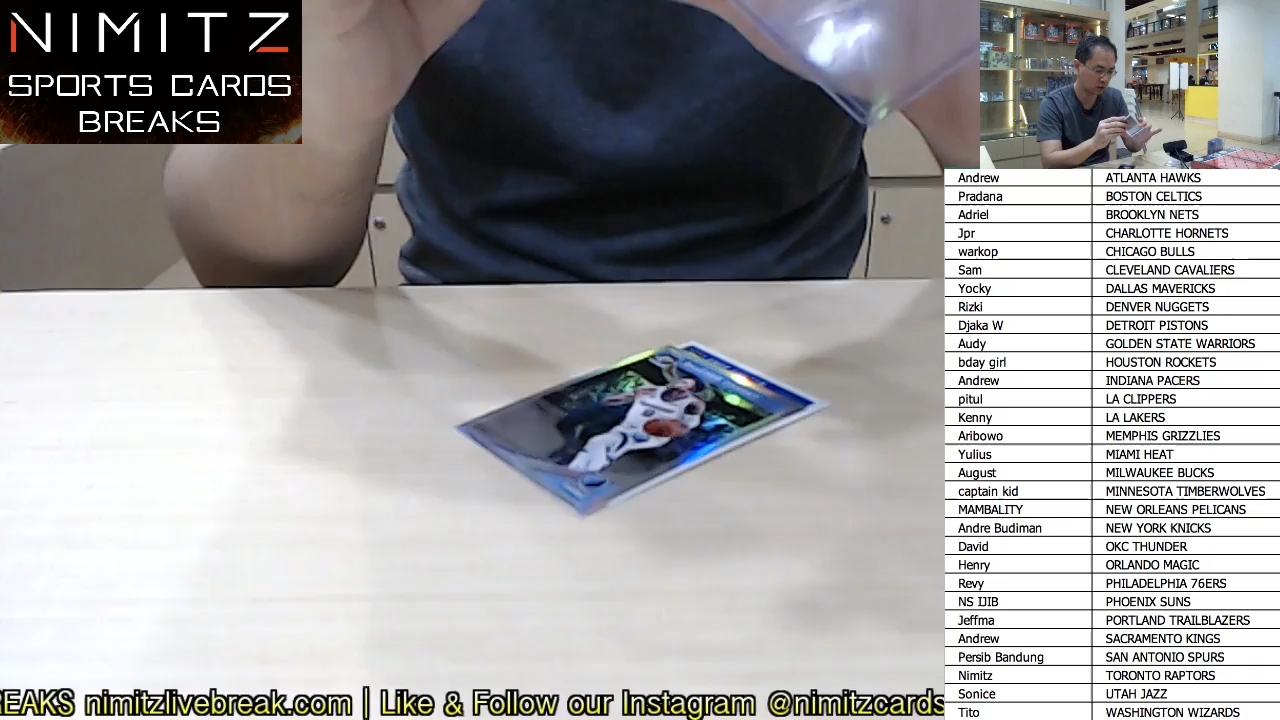 NIMITZ
SPORTS CARDS
BREAKS
Andrew ATLANTA HAWKS
Pradana BOSTON CELTICS
Adriel BROOKLYN NETS
Jpr CHARLOTTE HORNETS
warkop CHICAGO BULLS
Sam CLEVELAND CAVALIERS
Yocky DALLAS MAVERICKS
Rizki DENVER NUGGETS
Djaka W DETROIT PISTONS
Audy GOLDEN STATE WARRIORS
bday girl HOUSTON ROCKETS
Andrew INDIANA PACERS
pitul LA CLIPPERS
Kenny LA LAKERS
Aribowo MEMPHIS GRIZZLIES
Yulius MIAMI HEAT
August MILWAUKEE BUCKS
captain kid MINNESOTA TIMBERWOLVES
MAMBALITY NEW ORLEANS PELICANS
Andre Budiman NEW YORK KNICKS
David OKC THUNDER
Henry ORLANDO MAGIC
Revy PHILADELPHIA 76ERS
NS IJIB PHOENIX SUNS
Jeffma PORTLAND TRAILBLAZERS
Andrew SACRAMENTO KINGS
Persib Bandung SAN ANTONIO SPURS
Nimitz TORONTO RAPTORS
Sonice UTAH JAZZ
Tito WASHINGTON WIZARDS
EAKS nimitzlivebreak.com | Like & Follow our Instagram @nimitzcards